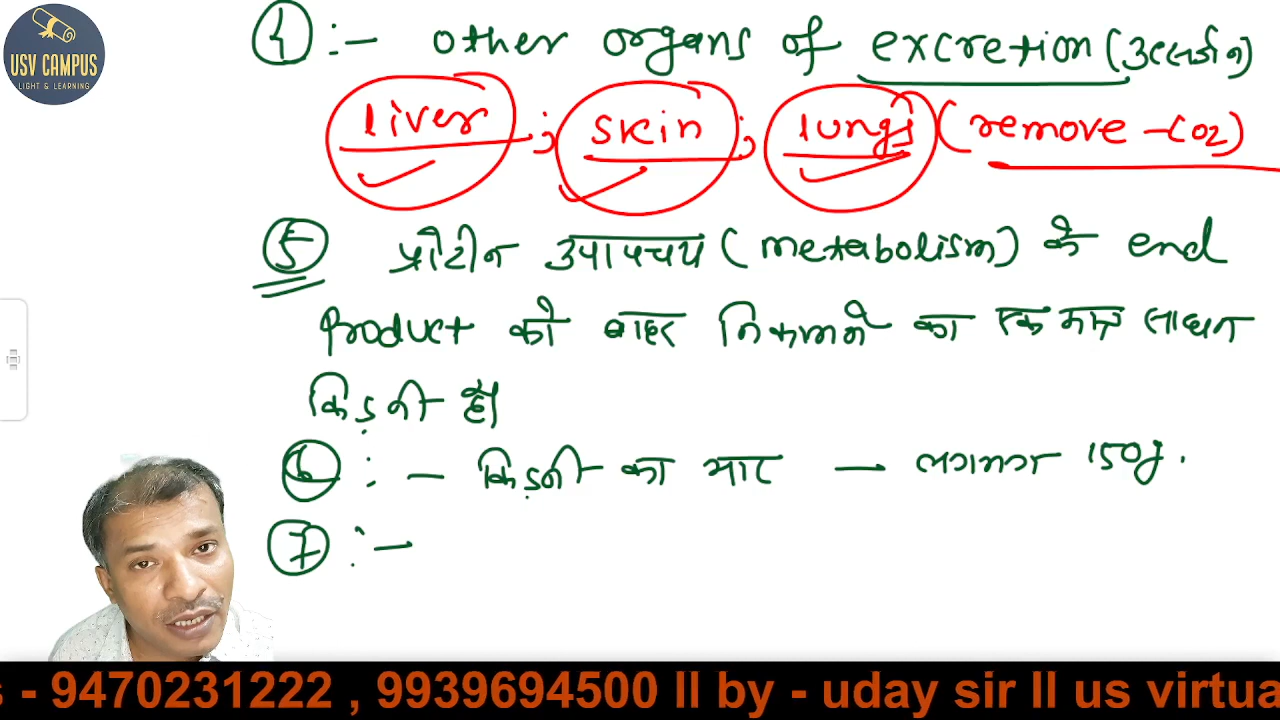 USV CAMPUS
LIGHT & LEARNING
④ :- other organs of excretion (उत्सर्जन)
liver ; skin ; lungs (remove - CO2)
⑤ प्रोटीन उपापचय (metabolism) के end
Product को बाहर निकालने का एक मात्र साधन
किडनी है।
⑥ :- किडनी का भार — लगभग 150g.
⑦ :-
s - 9470231222 , 9939694500 ll by - uday sir ll us virtua